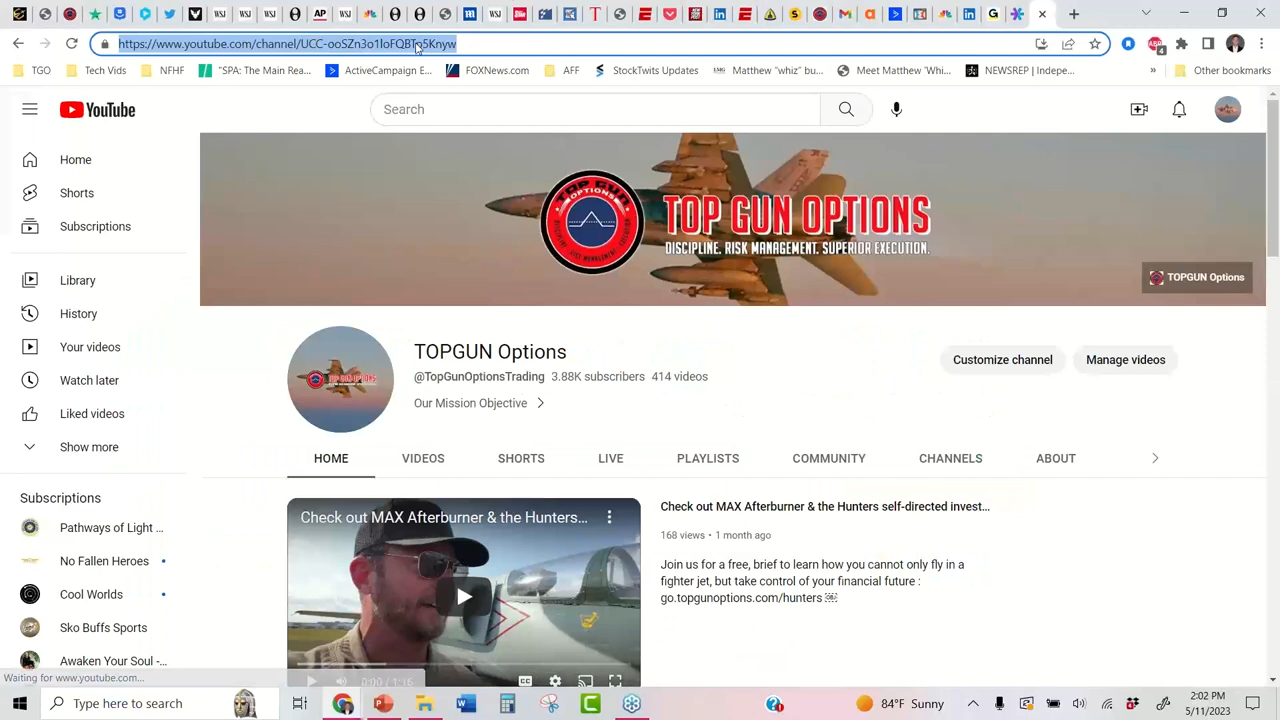 https://www.youtube.com/channel/UCC-ooSZn3o1loFQBTo5Knyw
TGO
Tech Vids
NFHF
"SPA: The Main Rea...
ActiveCampaign E...
FOXNews.com
AFF
StockTwits Updates
Matthew "whiz" bu...
Meet Matthew 'Whi...
NEWSREP | Indepe...
»
Other bookmarks
YouTube
Search
Home
Shorts
Subscriptions
Library
History
Your videos
Watch later
Liked videos
Show more
Subscriptions
Pathways of Light ...
No Fallen Heroes
Cool Worlds
Sko Buffs Sports
Awaken Your Soul -...
TOP GUN
OPTIONS
TOP GUN OPTIONS
DISCIPLINE. RISK MANAGEMENT. SUPERIOR EXECUTION.
TOPGUN Options
TOPGUN Options
@TopGunOptionsTrading 3.88K subscribers 414 videos
Our Mission Objective
Customize channel
Manage videos
HOME
VIDEOS
SHORTS
LIVE
PLAYLISTS
COMMUNITY
CHANNELS
ABOUT
Check out MAX Afterburner & the Hunters...
0:00 / 1:16
Check out MAX Afterburner & the Hunters self-directed invest...
168 views • 1 month ago
Join us for a free, brief to learn how you cannot only fly in a
fighter jet, but take control of your financial future :
go.topgunoptions.com/hunters
Waiting for www.youtube.com...
Type here to search
84°F Sunny
2:02 PM
5/11/2023